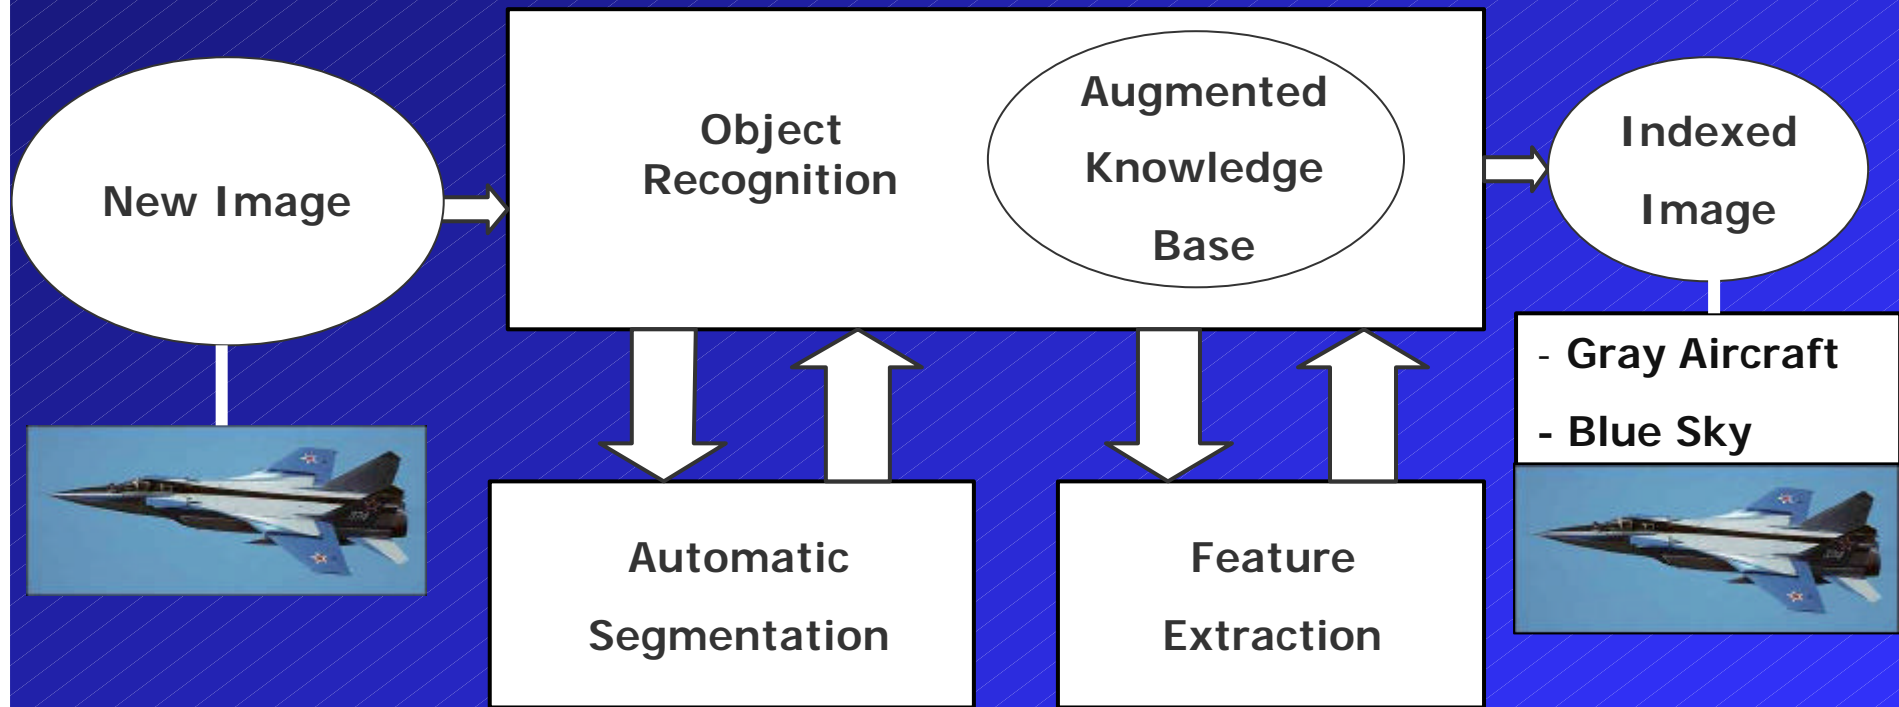 New Image
Object
Recognition
Augmented
Knowledge
Base
Indexed
Image
- Gray Aircraft
- Blue Sky
Automatic
Segmentation
Feature
Extraction